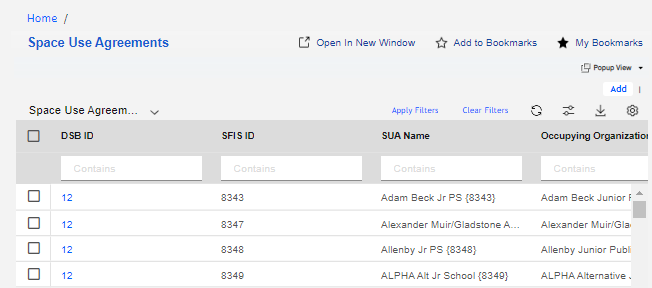 Home /
Space Use Agreements Open In New Window Add to Bookmarks My Bookmarks
Popup View
Add |
Space Use Agreem... Apply Filters Clear Filters
DSB ID SFIS ID SUA Name Occupying Organization
Contains Contains Contains Contains
12 8343 Adam Beck Jr PS {8343} Adam Beck Junior
12 8347 Alexander Muir/Gladstone A... Alexander Muir/Gla
12 8348 Allenby Jr PS {8348} Allenby Junior Publi
12 8349 ALPHA Alt Jr School {8349} ALPHA Alternative J